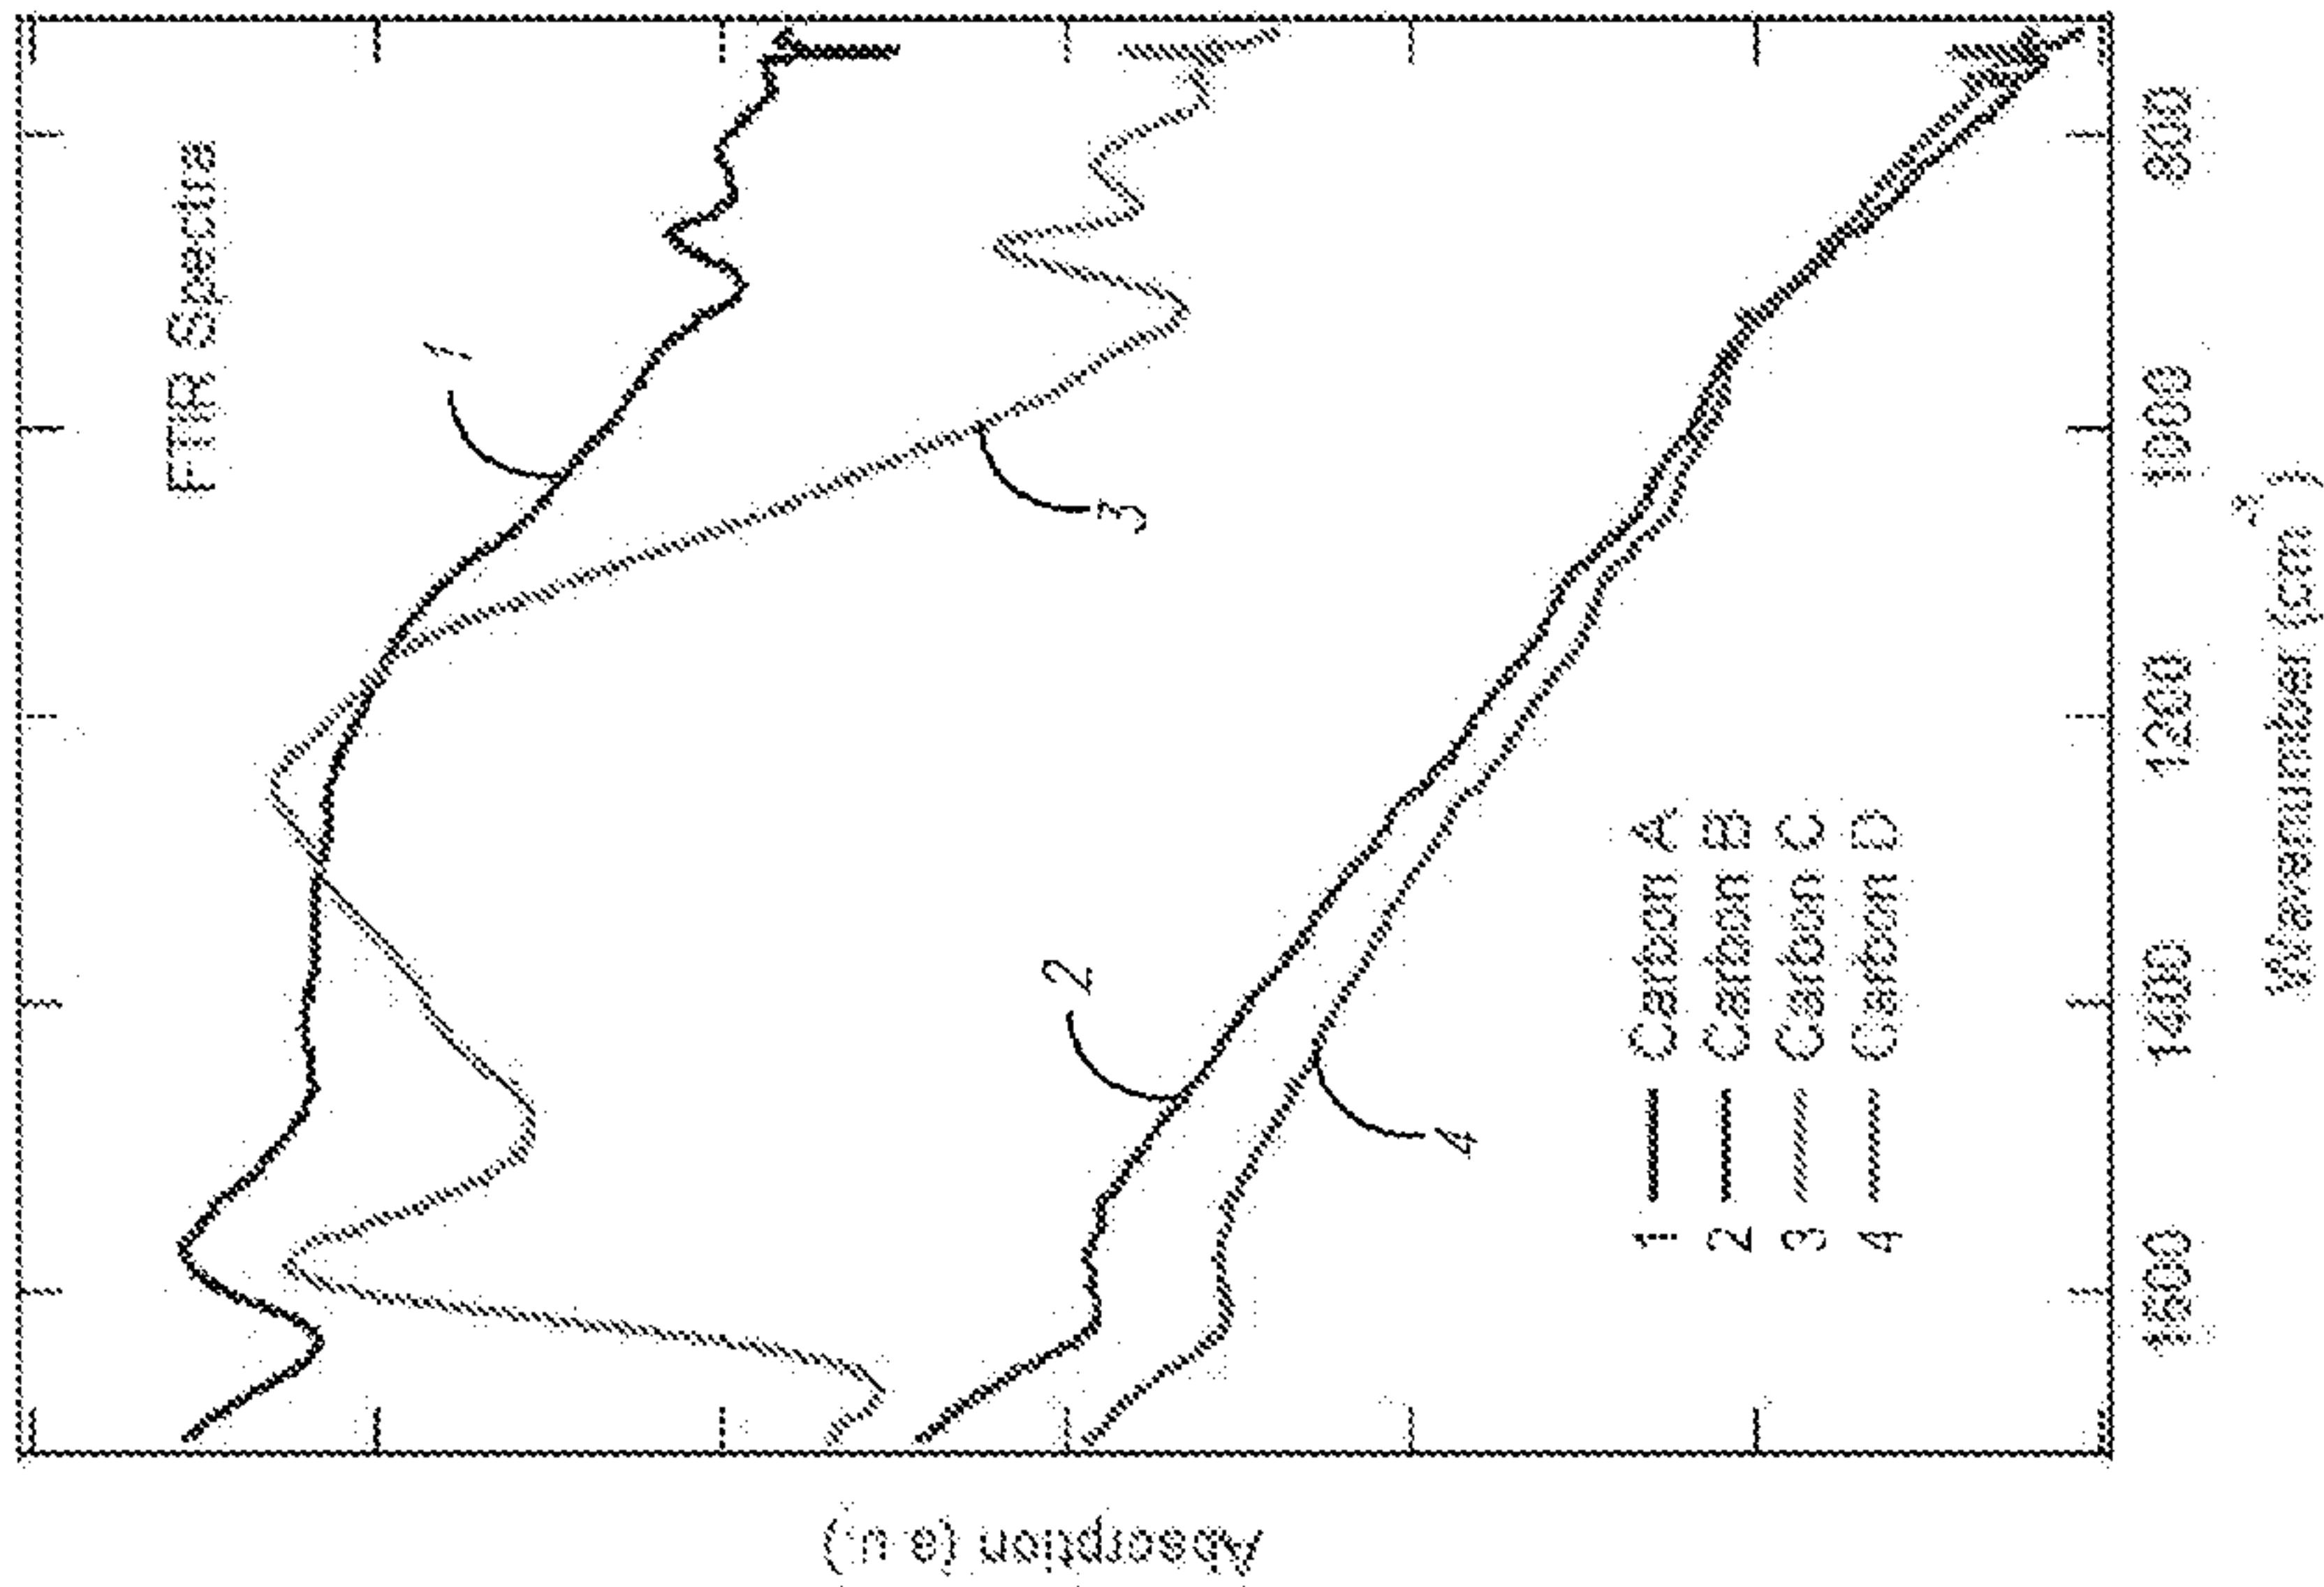 FTIR Spectra
1
2
3
4
1 Carbon A
2 Carbon B
3 Carbon C
4 Carbon D
Absorption (a.u.)
1600 1400 1200 1000 800
Wavenumber (cm⁻¹)